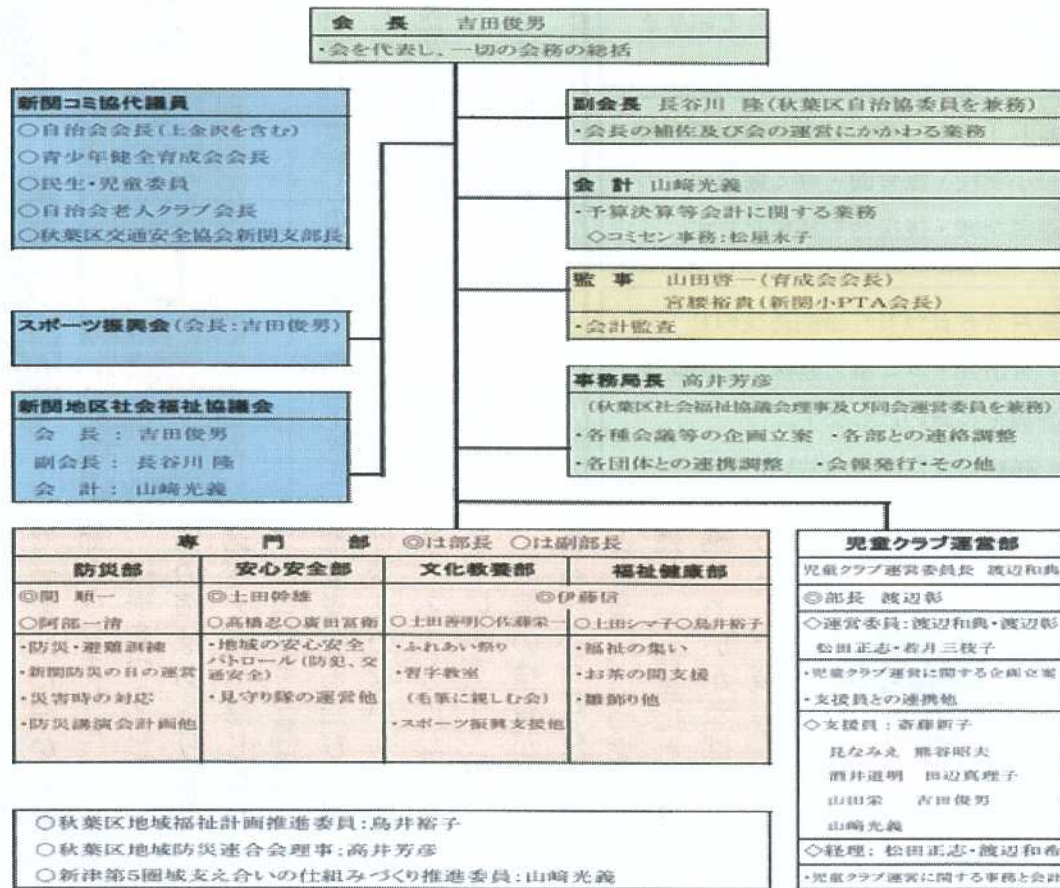 会　長　吉田俊男
・会を代表し、一切の会務の総括
新関コミ協代議員
○自治会会長(上金沢を含む)
○青少年健全育成会会長
○民生・児童委員
○自治会老人クラブ会長
○秋葉区交通安全協会新関支部長
スポーツ振興会(会長:吉田俊男)
新関地区社会福祉協議会
会　長：吉田俊男
副会長：長谷川 隆
会　計：山崎光義
副会長 長谷川 隆(秋葉区自治協委員を兼務)
・会長の補佐及び会の運営にかかわる業務
会 計 山崎光義
・予算決算等会計に関する業務
◇コミセン事務:松屋永子
監 事 山田啓一(育成会会長)
宮腰裕貴(新関小PTA会長)
・会計監査
事務局長 高井芳彦
(秋葉区社会福祉協議会理事及び同会運営委員を兼務)
・各種会議等の企画立案 ・各部との連絡調整
・各団体との連携調整 ・会報発行・その他
専　門　部 ◎は部長 ○は副部長
防災部 安心安全部 文化教養部 福祉健康部
◎関 順一 ◎土田幹雄 ◎伊藤信
○阿部一清 ○高橋忍○廣田冨衛 ○土田善明○佐藤栄一 ○土田シマ子○鳥井裕子
・防災・避難訓練
・新関防災の日の運営
・災害時の対応
・防災講演会計画他
・地域の安心安全
パトロール(防犯、交
通安全)
・見守り隊の運営他
・ふれあい祭り
・習字教室
(毛筆に親しむ会)
・スポーツ振興支援他
・福祉の集い
・お茶の間支援
・雛飾り他
児童クラブ運営部
児童クラブ運営委員長 渡辺和典
◎部長 渡辺彰
◇運営委員:渡辺和典・渡辺彰
松田正志・若月三枝子
・児童クラブ運営に関する企画立案
・支援員との連携他
◇支援員：斎藤新子
昆なみえ 熊谷昭夫
酒井道明 田辺真理子
山田栄 吉田俊男
山崎光義
◇経理：松田正志・渡辺和希
・児童クラブ運営に関する事務と会計
○秋葉区地域福祉計画推進委員:鳥井裕子
○秋葉区地域防災連合会理事:高井芳彦
○新津第5圏域支え合いの仕組みづくり推進委員:山崎光義